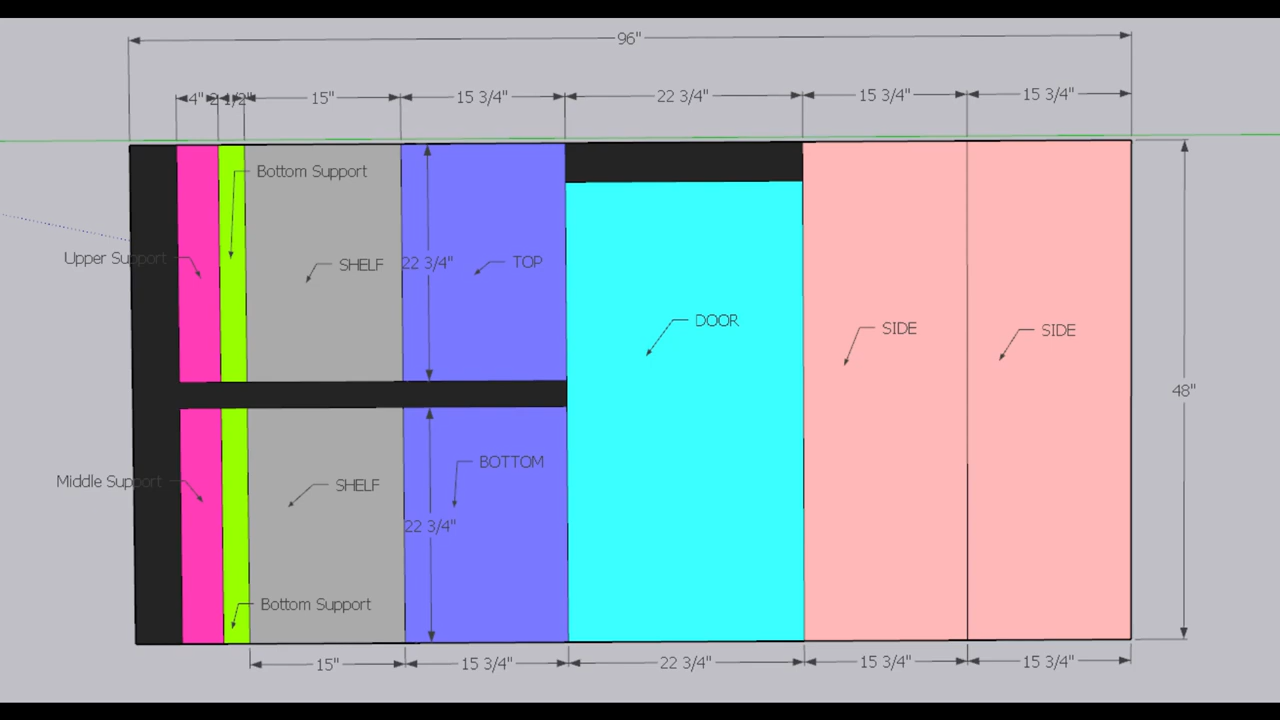 96"
4" 2 1/2" 15" 15 3/4" 22 3/4" 15 3/4" 15 3/4"
Bottom Support
Upper Support
SHELF
22 3/4"
TOP
DOOR
SIDE
SIDE
48"
Middle Support
SHELF
BOTTOM
22 3/4"
Bottom Support
15" 15 3/4" 22 3/4" 15 3/4" 15 3/4"